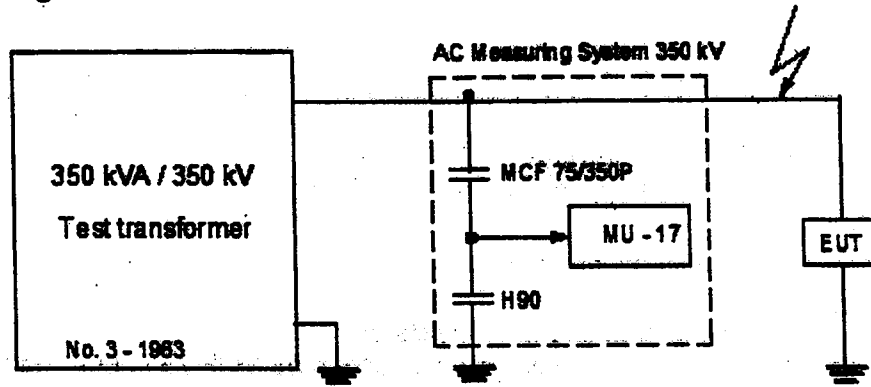 AC Measuring System 350 kV
350 kVA / 350 kV
Test transformer
MCF 75/350P
MU - 17
EUT
H90
No. 3 - 1963